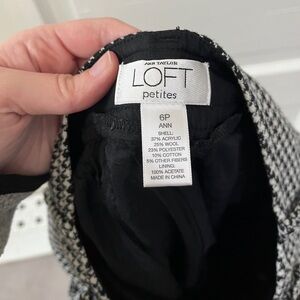 ANN TAYLOR
LOFT
petites
6P
ANN
SHELL:
37% ACRYLIC
25% WOOL
23% POLYESTER
10% COTTON
5% OTHER FIBERS
LINING:
100% ACETATE
MADE IN CHINA